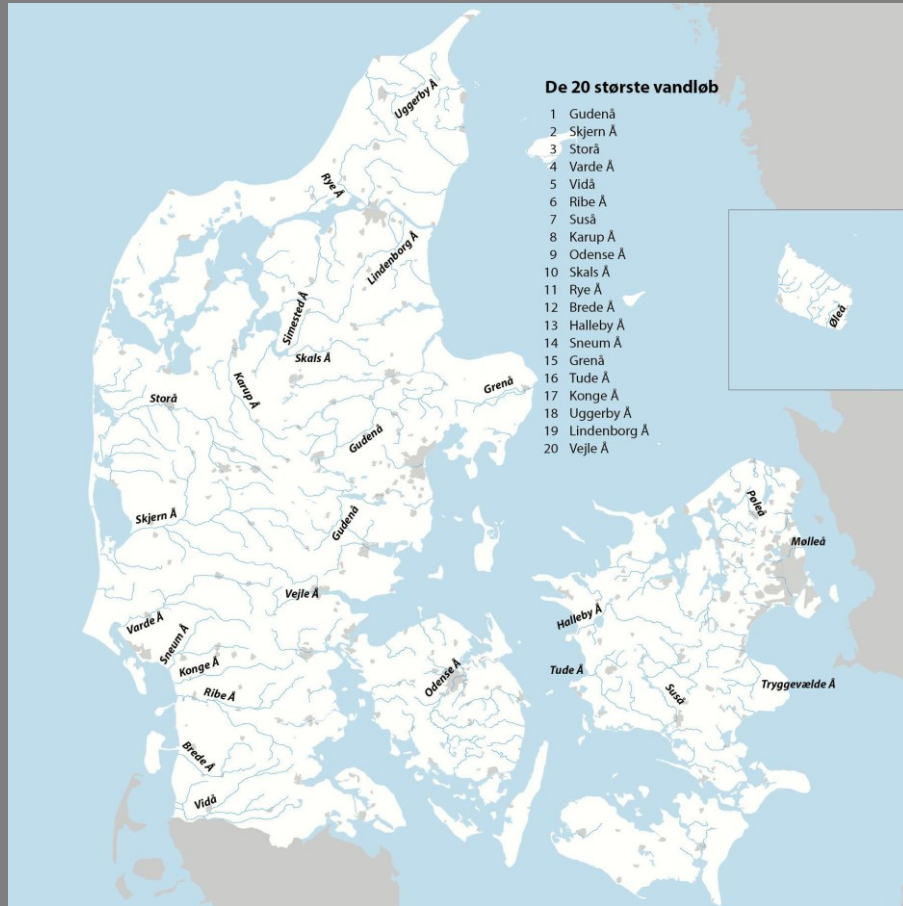 De 20 største vandløb
1 Gudenå
2 Skjern Å
3 Storå
4 Varde Å
5 Vidå
6 Ribe Å
7 Suså
8 Karup Å
9 Odense Å
10 Skals Å
11 Rye Å
12 Brede Å
13 Halleby Å
14 Sneum Å
15 Grenå
16 Tude Å
17 Konge Å
18 Uggerby Å
19 Lindenborg Å
20 Vejle Å
Uggerby Å
Rye Å
Lindenborg Å
Simested Å
Skals Å
Karup Å
Storå
Grenå
Gudenå
Skjern Å
Gudenå
Vejle Å
Varde Å
Sneum Å
Konge Å
Ribe Å
Brede Å
Vidå
Odense Å
Øleå
Pøleå
Mølleå
Halleby Å
Tude Å
Suså
Tryggevælde Å